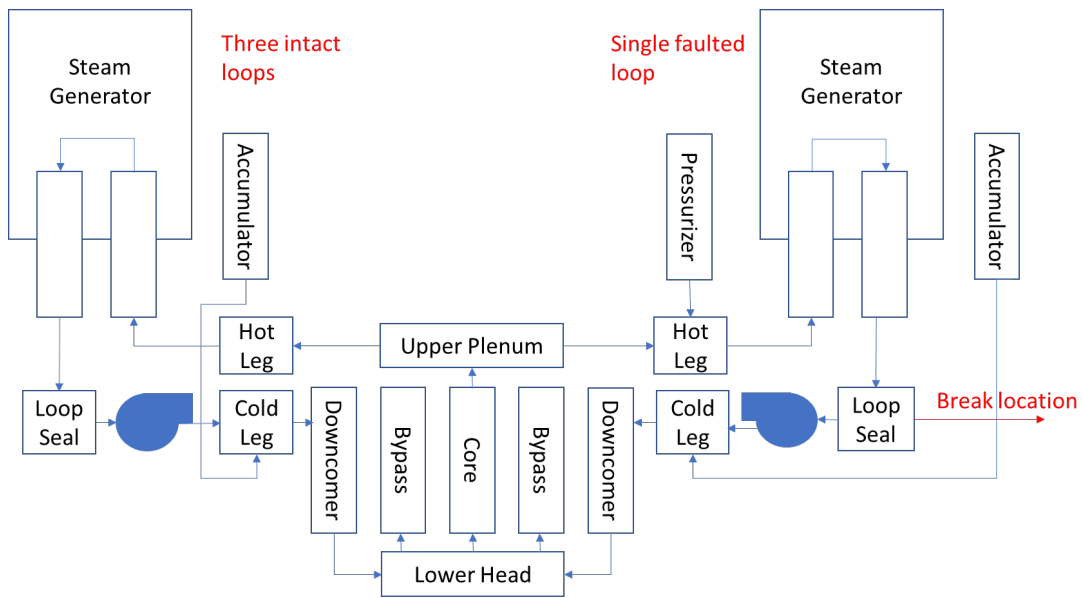 Steam
Generator
Three intact
loops
Accumulator
Single faulted
loop
Pressurizer
Steam
Generator
Accumulator
Hot
Leg
Upper Plenum
Hot
Leg
Loop
Seal
Cold
Leg
Downcomer
Bypass
Core
Bypass
Downcomer
Cold
Leg
Loop
Seal
Break location
Lower Head